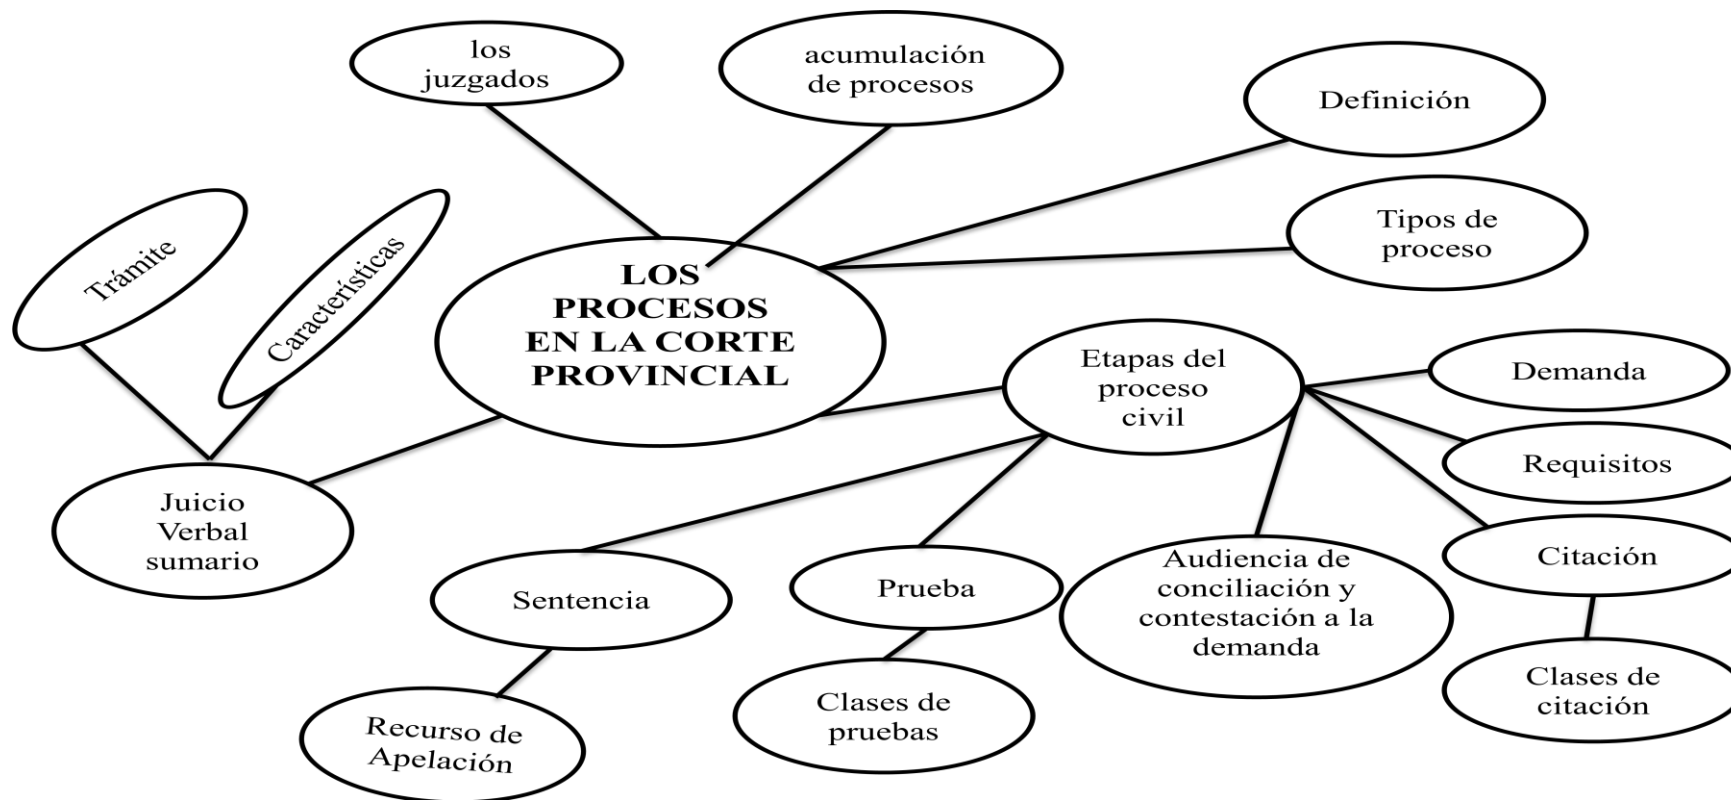 los
juzgados
acumulación
de procesos
Definición
Tipos de
proceso
Trámite
Características
LOS
PROCESOS
EN LA CORTE
PROVINCIAL
Etapas del
proceso
civil
Demanda
Requisitos
Citación
Clases de
citación
Juicio
Verbal
sumario
Sentencia
Prueba
Audiencia de
conciliación y
contestación a la
demanda
Recurso de
Apelación
Clases de
pruebas